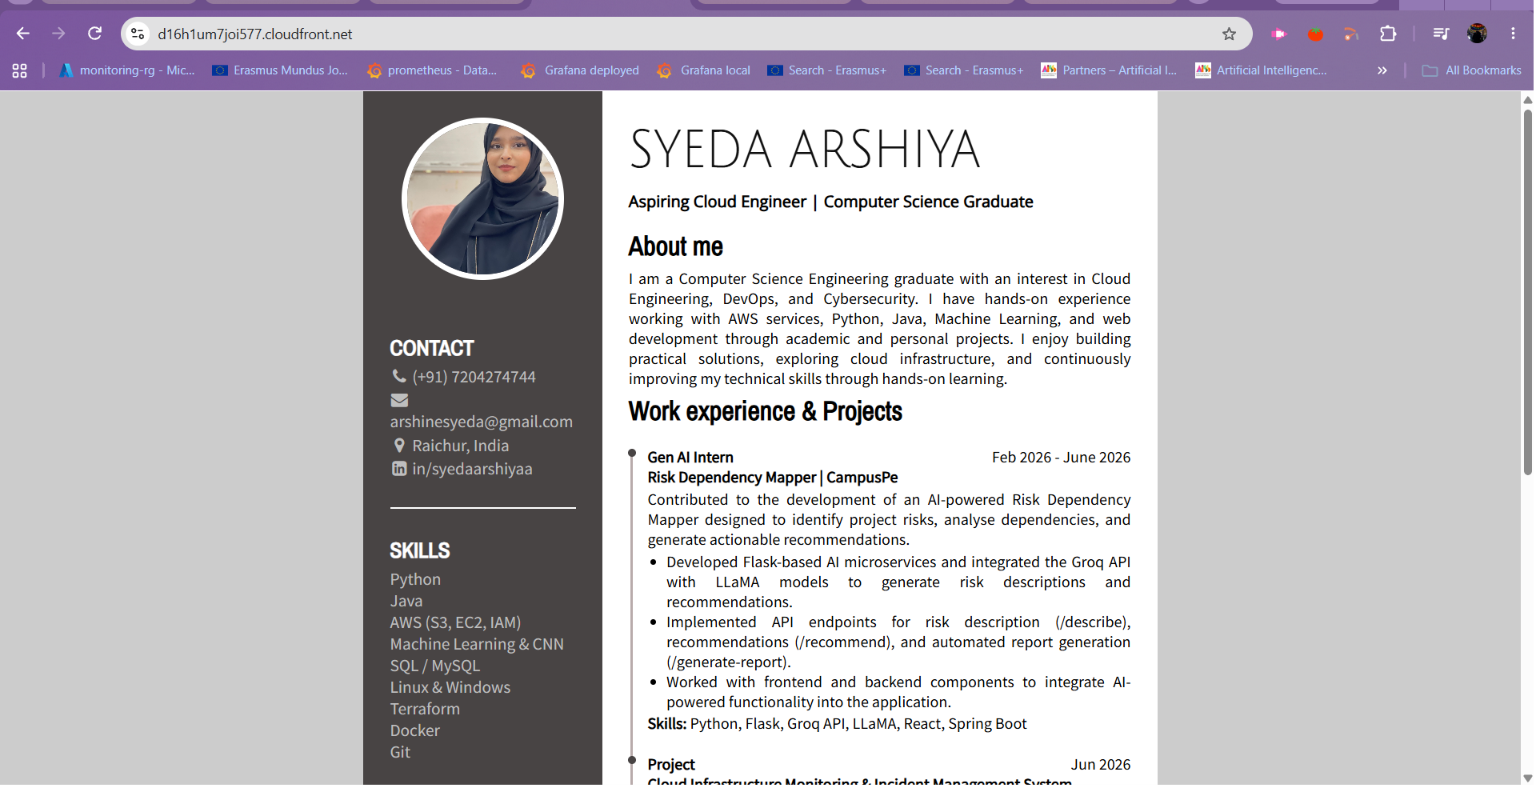 d16h1um7joi577.cloudfront.net
monitoring-rg - Mic...
Erasmus Mundus Jo...
prometheus - Data...
Grafana deployed
Grafana local
Search - Erasmus+
Search - Erasmus+
Partners – Artificial I...
Artificial Intelligenc...
»
All Bookmarks
CONTACT
(+91) 7204274744
arshinesyeda@gmail.com
Raichur, India
in/syedaarshiyaa
SKILLS
Python
Java
AWS (S3, EC2, IAM)
Machine Learning & CNN
SQL / MySQL
Linux & Windows
Terraform
Docker
Git
SYEDA ARSHIYA
Aspiring Cloud Engineer | Computer Science Graduate
About me
I am a Computer Science Engineering graduate with an interest in Cloud
Engineering, DevOps, and Cybersecurity. I have hands-on experience
working with AWS services, Python, Java, Machine Learning, and web
development through academic and personal projects. I enjoy building
practical solutions, exploring cloud infrastructure, and continuously
improving my technical skills through hands-on learning.
Work experience & Projects
Gen AI Intern Feb 2026 - June 2026
Risk Dependency Mapper | CampusPe
Contributed to the development of an AI-powered Risk Dependency
Mapper designed to identify project risks, analyse dependencies, and
generate actionable recommendations.
• Developed Flask-based AI microservices and integrated the Groq API
with LLaMA models to generate risk descriptions and
recommendations.
• Implemented API endpoints for risk description (/describe),
recommendations (/recommend), and automated report generation
(/generate-report).
• Worked with frontend and backend components to integrate AI-
powered functionality into the application.
Skills: Python, Flask, Groq API, LLaMA, React, Spring Boot
Project Jun 2026
Cloud Infrastructure Monitoring & Incident Management System